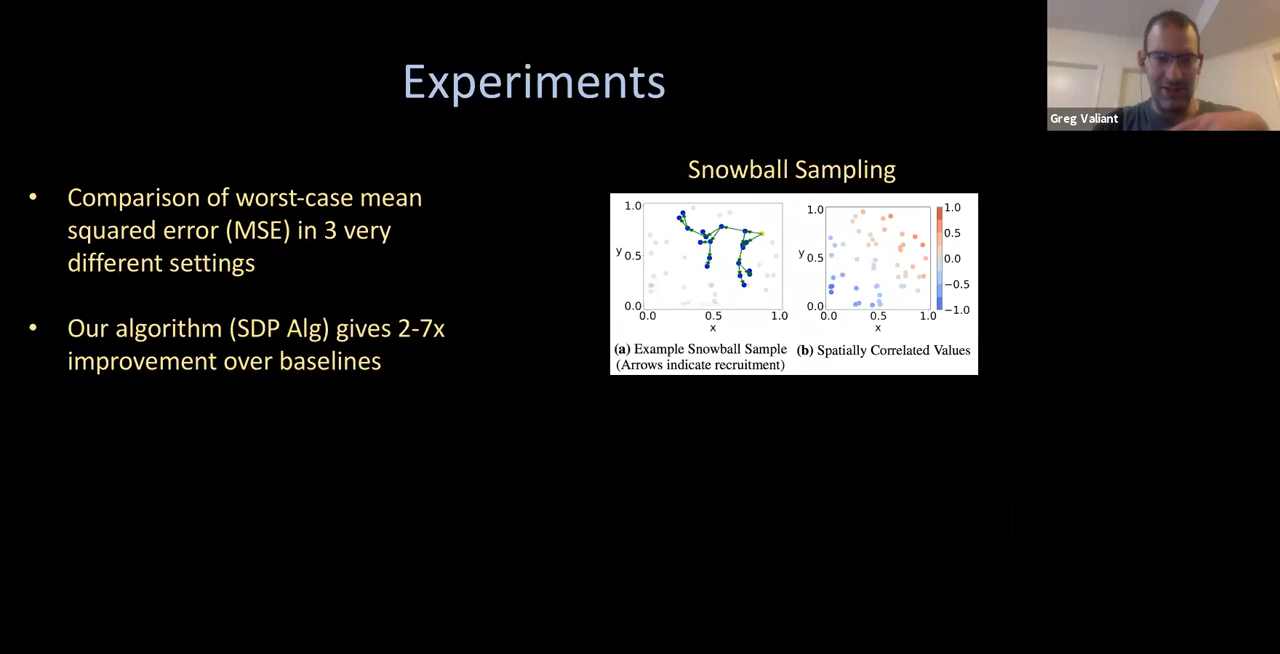 Experiments
Greg Valiant
• Comparison of worst-case mean
squared error (MSE) in 3 very
different settings
• Our algorithm (SDP Alg) gives 2-7x
improvement over baselines
Snowball Sampling
1.0
y 0.5
0.0
0.0 0.5 1.0
x
(a) Example Snowball Sample
(Arrows indicate recruitment)
1.0
y 0.5
0.0
0.0 0.5 1.0
x
1.0
0.5
0.0
−0.5
−1.0
(b) Spatially Correlated Values